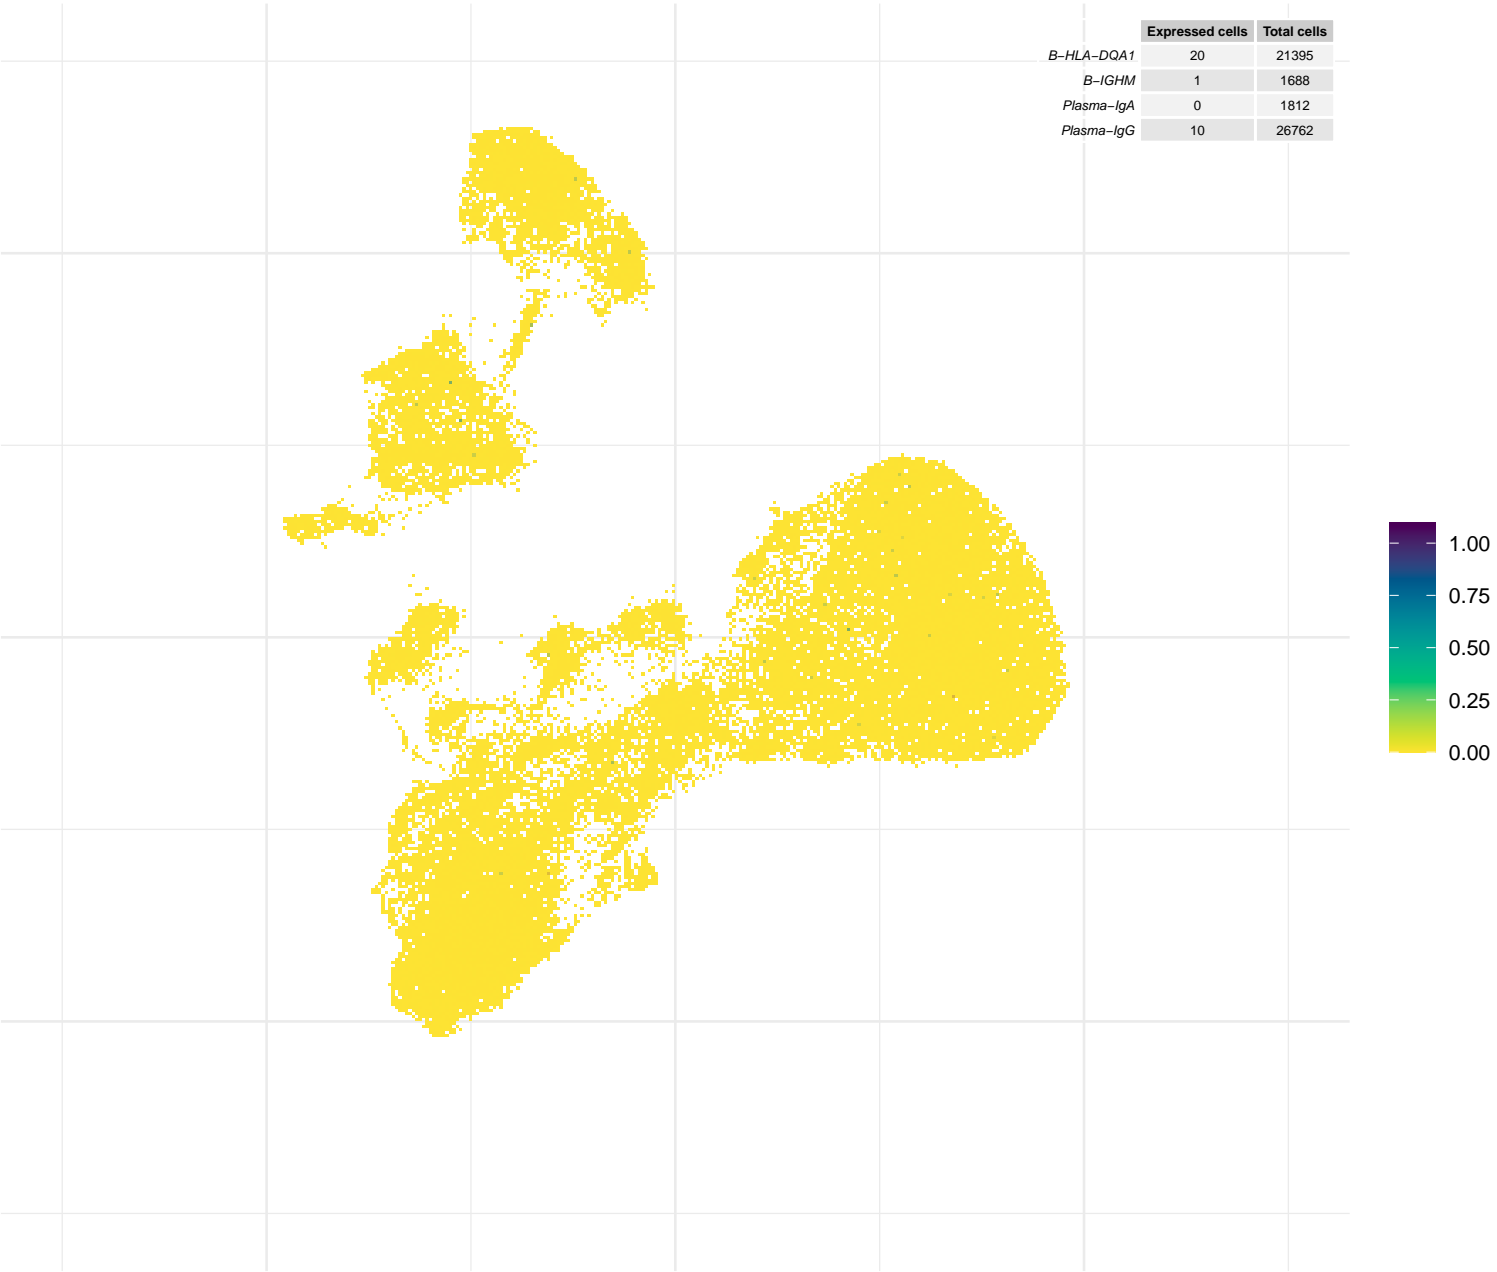 Expressed cells Total cells
B−HLA−DQA1 20 21395
B−IGHM 1 1688
Plasma−IgA 0 1812
Plasma−IgG 10 26762
1.00
0.75
0.50
0.25
0.00